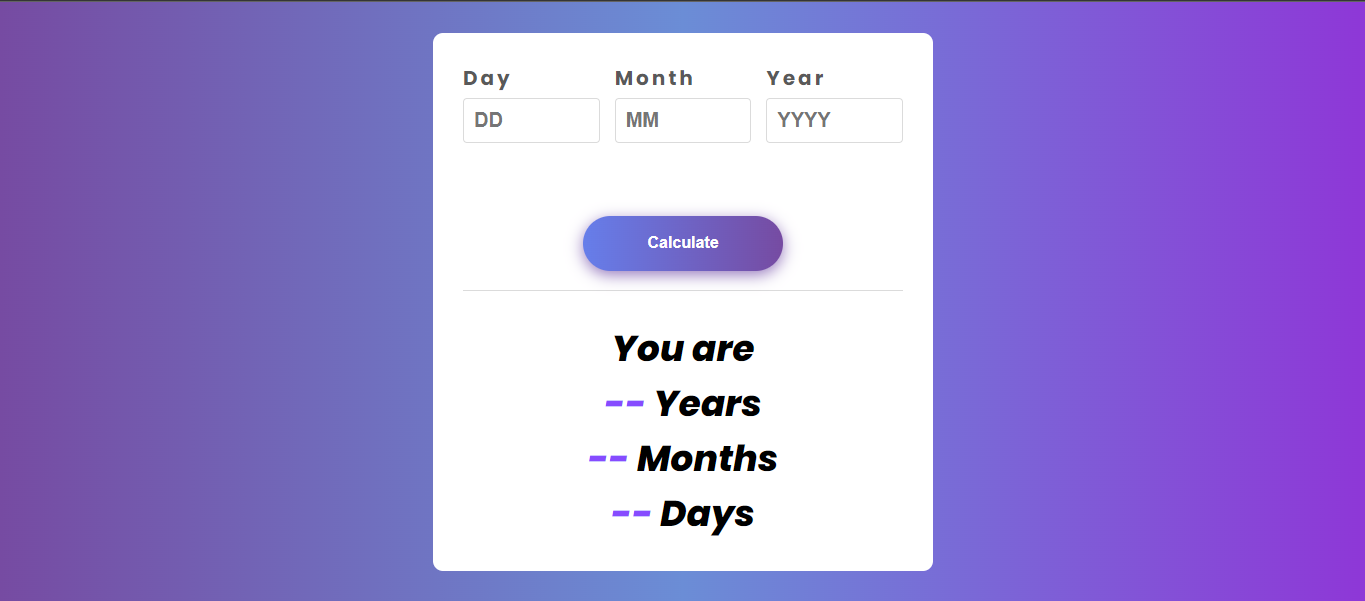 Day Month Year
DD MM YYYY
Calculate
You are
-- Years
-- Months
-- Days